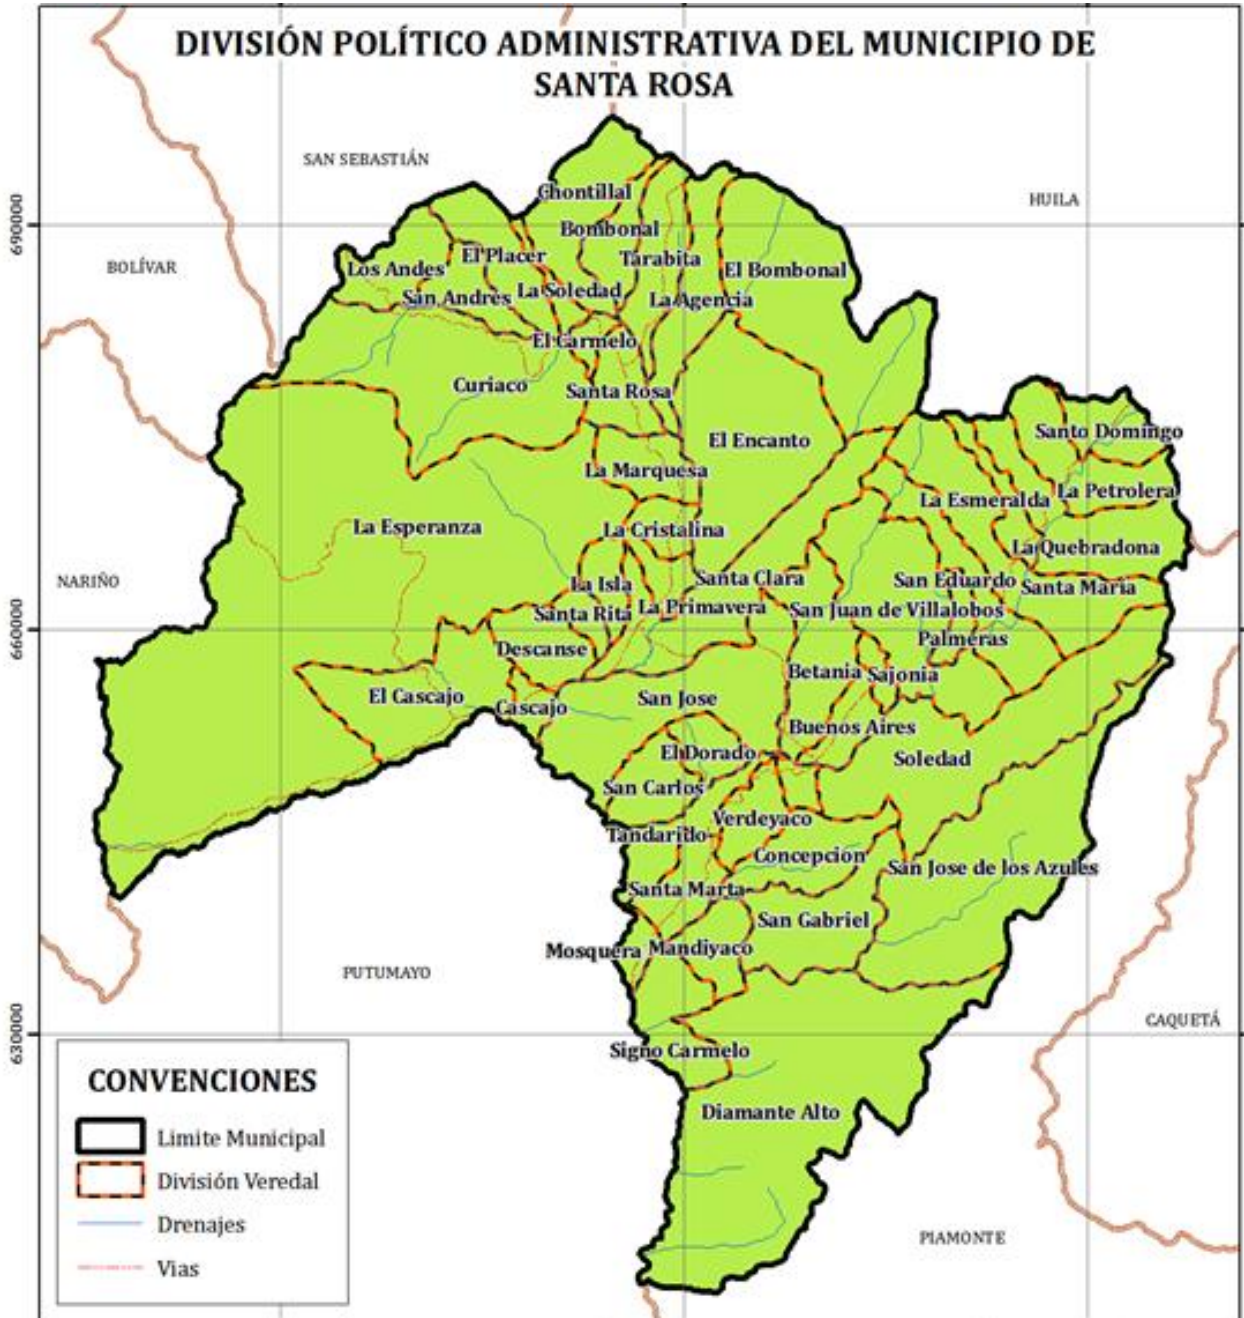 DIVISIÓN POLÍTICO ADMINISTRATIVA DEL MUNICIPIO DE
SANTA ROSA
SAN SEBASTIÁN
HUILA
BOLÍVAR
NARIÑO
PUTUMAYO
CAQUETÁ
PIAMONTE
690000
660000
630000
Chontillal
Bombonal
El Placer
Tarabita
Los Andes
El Bombonal
San Andrés
La Soledad
La Agencia
El Carmelo
Curiaco
Santa Rosa
El Encanto
Santo Domingo
La Marquesa
La Petrolera
La Esmeralda
La Esperanza
La Cristalina
La Quebradona
La Isla
Santa Clara
San Eduardo
Santa María
Santa Rita
La Primavera
San Juan de Villalobos
Palmeras
Descanse
Betania
Sajonia
El Cascajo
Cascajo
San Jose
Buenos Aires
El Dorado
Soledad
San Carlos
Verdeyaco
Tandarido
Concepción
San Jose de los Azules
Santa Marta
San Gabriel
Mosquera
Mandiyaco
Signo Carmelo
Diamante Alto
CONVENCIONES
Limite Municipal
División Veredal
Drenajes
Vias